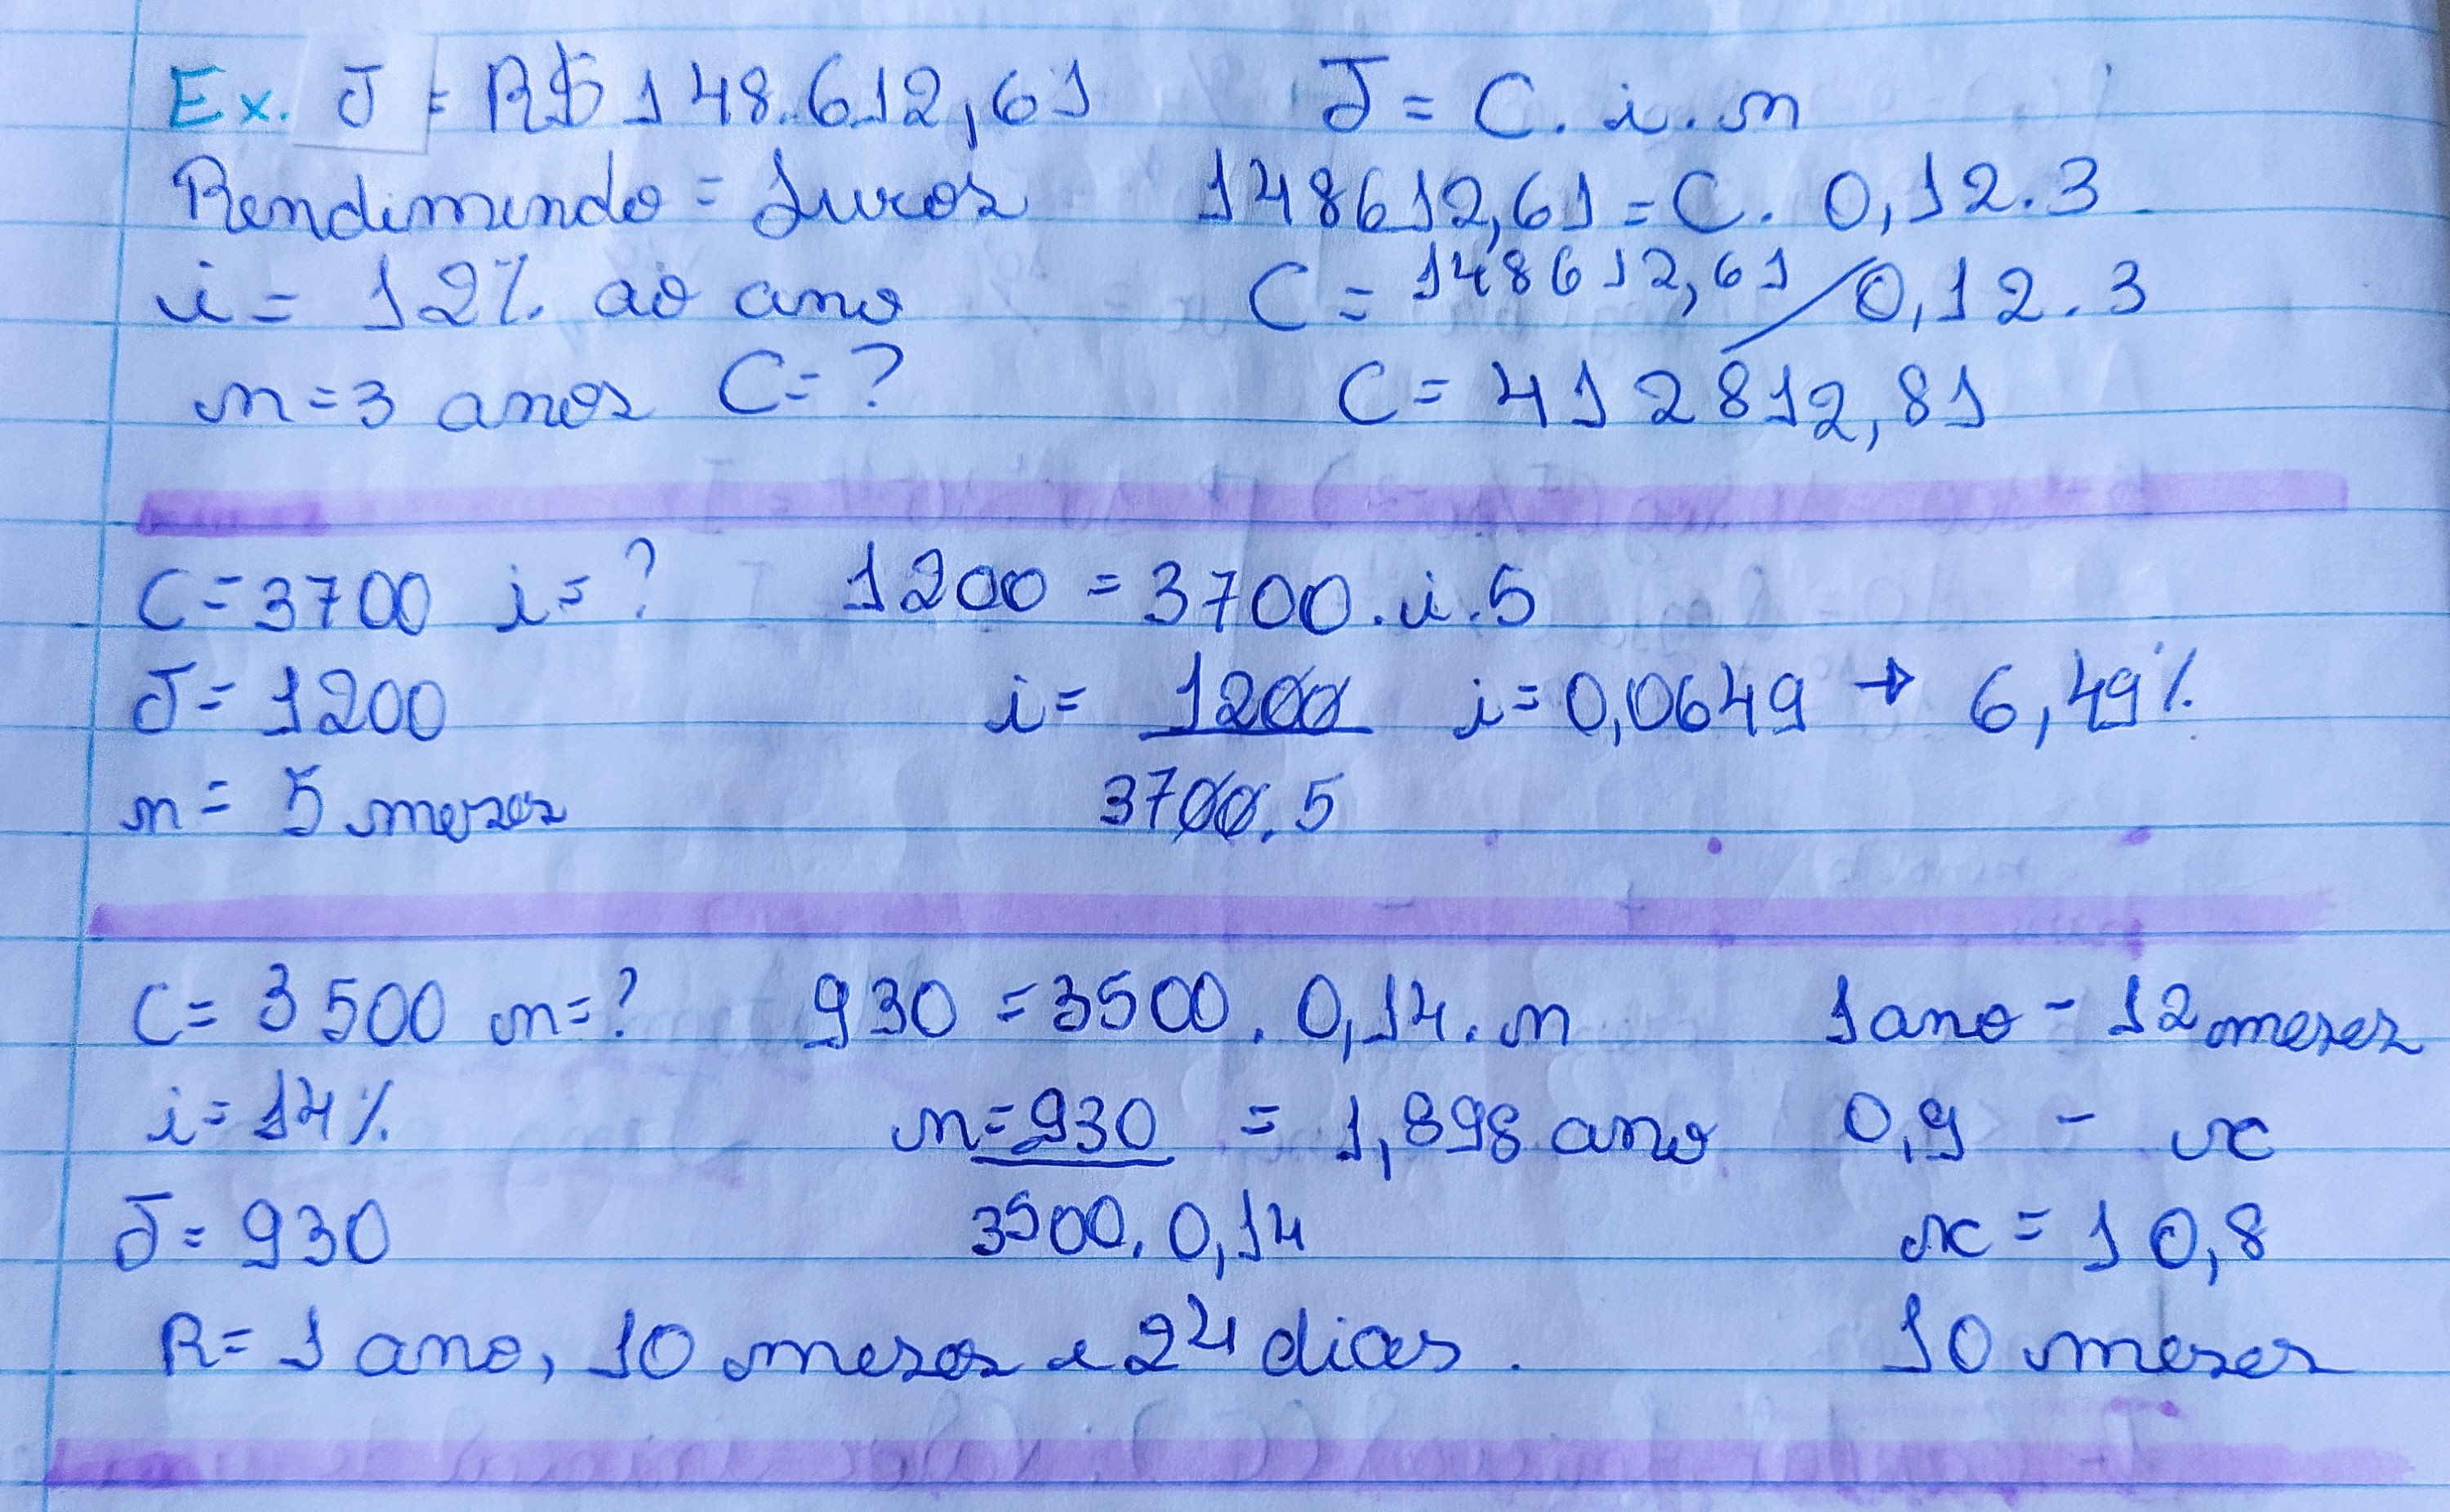 Ex. J = R$ 148.612,61
Rendimendo = Juros
i = 12% ao ano
n = 3 anos C = ?
J = C. i. n
148612,61 = C. 0,12.3
C = 148612,61/0,12.3
C = 412812,81
C = 3700 i = ?
J = 1200
n = 5 meses
1200 = 3700.i.5
i = 1200 i = 0,0649 → 6,49%
3700.5
C = 3500 n = ?
i = 14%
J = 930
930 = 3500. 0,14. n
n = 930 = 1,898 ano
3500. 0,14
1 ano - 12 meses
0,9 - x
x = 10,8
10 meses
R = 1 ano, 10 meses e 24 dias.